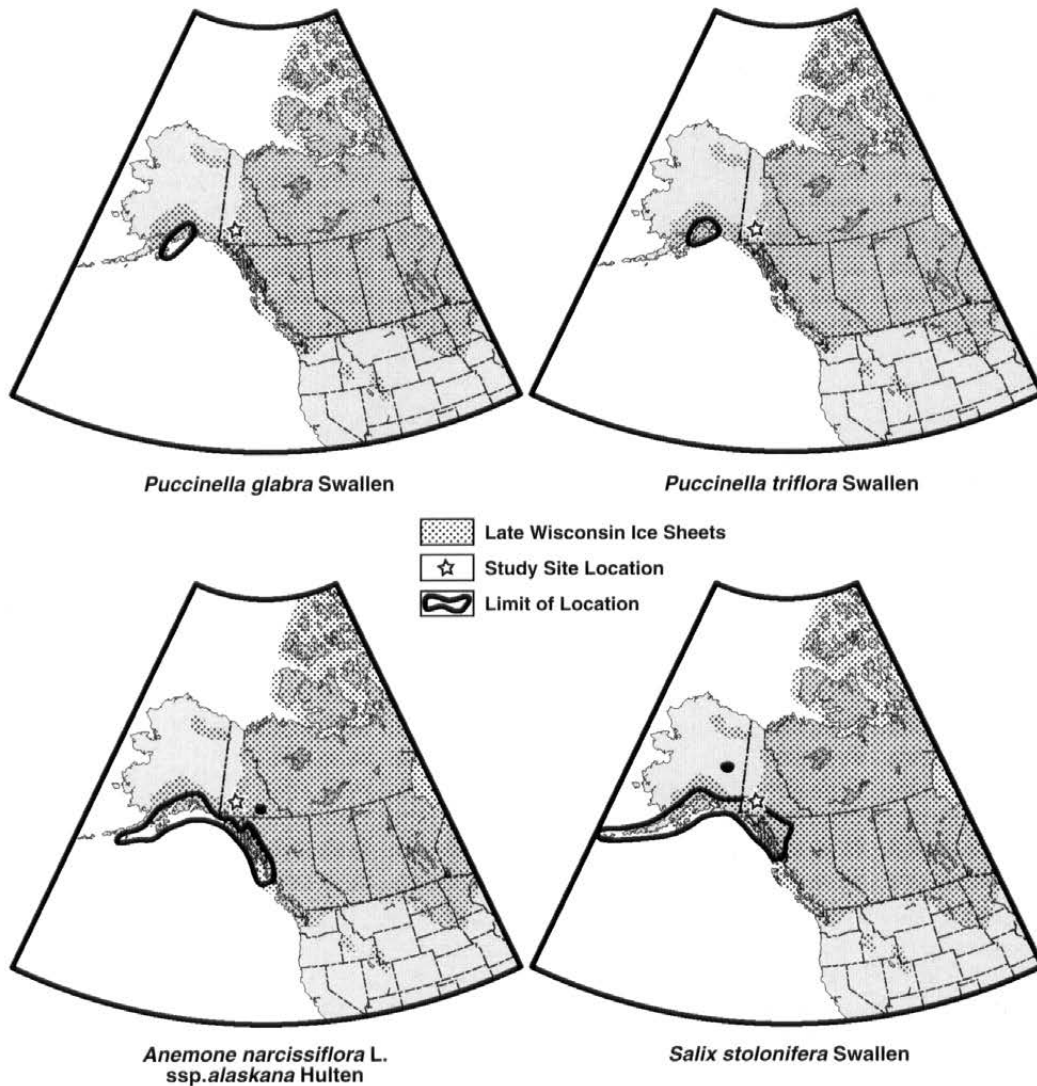 Puccinella glabra Swallen
Puccinella triflora Swallen
Late Wisconsin Ice Sheets
Study Site Location
Limit of Location
Anemone narcissiflora L.
ssp.alaskana Hulten
Salix stolonifera Swallen